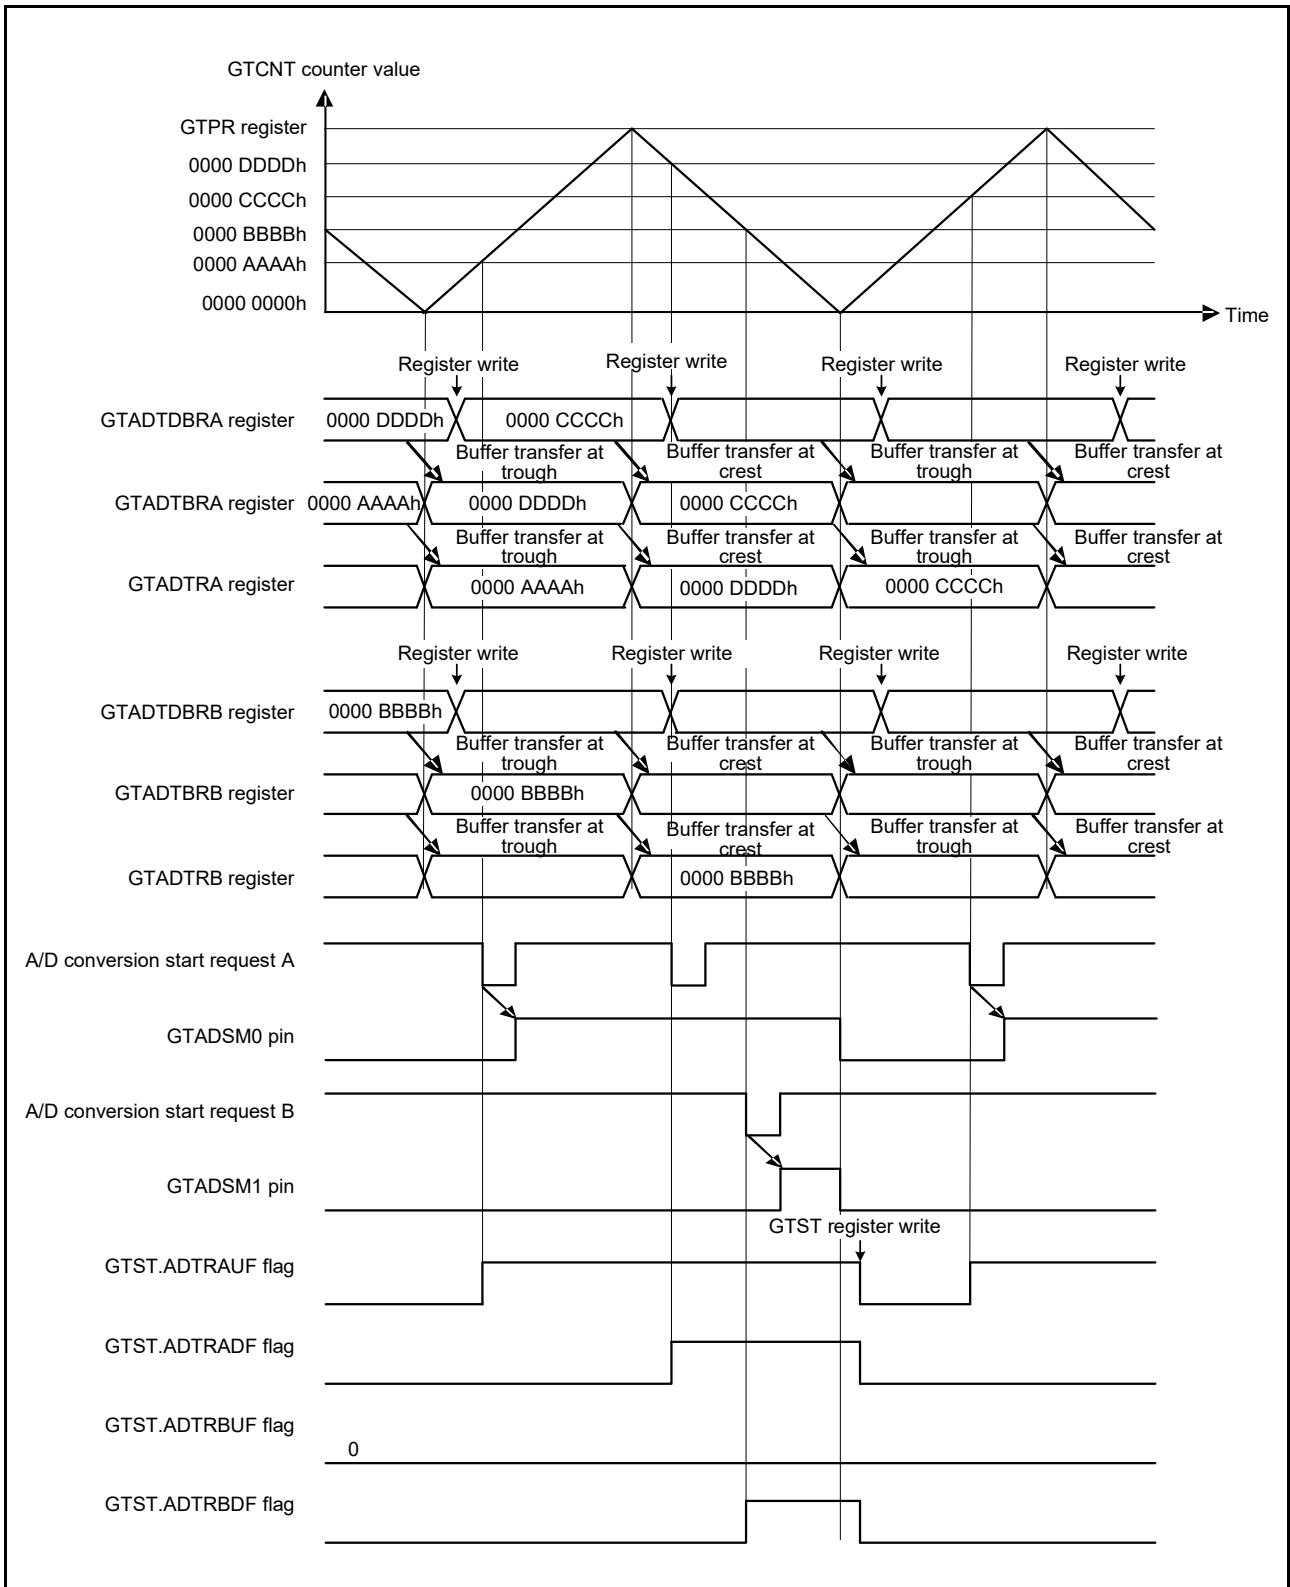 GTCNT counter value
GTPR register
0000 DDDDh
0000 CCCCh
0000 BBBBh
0000 AAAAh
0000 0000h
Time
Register write
Register write
Register write
Register write
GTADTDBRA register
0000 DDDDh
0000 CCCCh
Buffer transfer at
trough
Buffer transfer at
crest
Buffer transfer at
trough
Buffer transfer at
crest
GTADTBRA register
0000 AAAAh
0000 DDDDh
0000 CCCCh
Buffer transfer at
trough
Buffer transfer at
crest
Buffer transfer at
trough
Buffer transfer at
crest
GTADTRA register
0000 AAAAh
0000 DDDDh
0000 CCCCh
Register write
Register write
Register write
Register write
GTADTDBRB register
0000 BBBBh
Buffer transfer at
trough
Buffer transfer at
crest
Buffer transfer at
trough
Buffer transfer at
crest
GTADTBRB register
0000 BBBBh
Buffer transfer at
trough
Buffer transfer at
crest
Buffer transfer at
trough
Buffer transfer at
crest
GTADTRB register
0000 BBBBh
A/D conversion start request A
GTADSM0 pin
A/D conversion start request B
GTADSM1 pin
GTST register write
GTST.ADTRAUF flag
GTST.ADTRADF flag
GTST.ADTRBUF flag
0
GTST.ADTRBDF flag